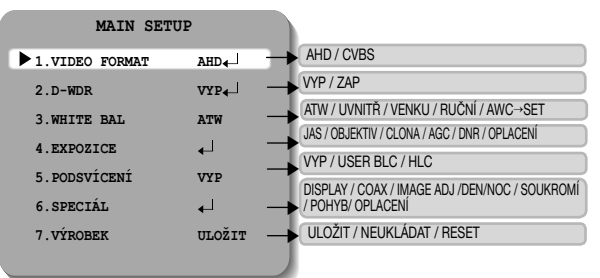 MAIN SETUP
1.VIDEO FORMAT AHD↵ AHD / CVBS
2.D-WDR VYP↵ VYP / ZAP
3.WHITE BAL ATW ATW / UVNITŘ / VENKU / RUČNÍ / AWC→SET
4.EXPOZICE ↵ JAS / OBJEKTIV / CLONA / AGC / DNR / OPLACENÍ
5.PODSVÍCENÍ VYP VYP / USER BLC / HLC
6.SPECIÁL ↵ DISPLAY / COAX / IMAGE ADJ /DEN/NOC / SOUKROMÍ
/ POHYB/ OPLACENÍ
7.VÝROBEK ULOŽIT ULOŽIT / NEUKLÁDAT / RESET